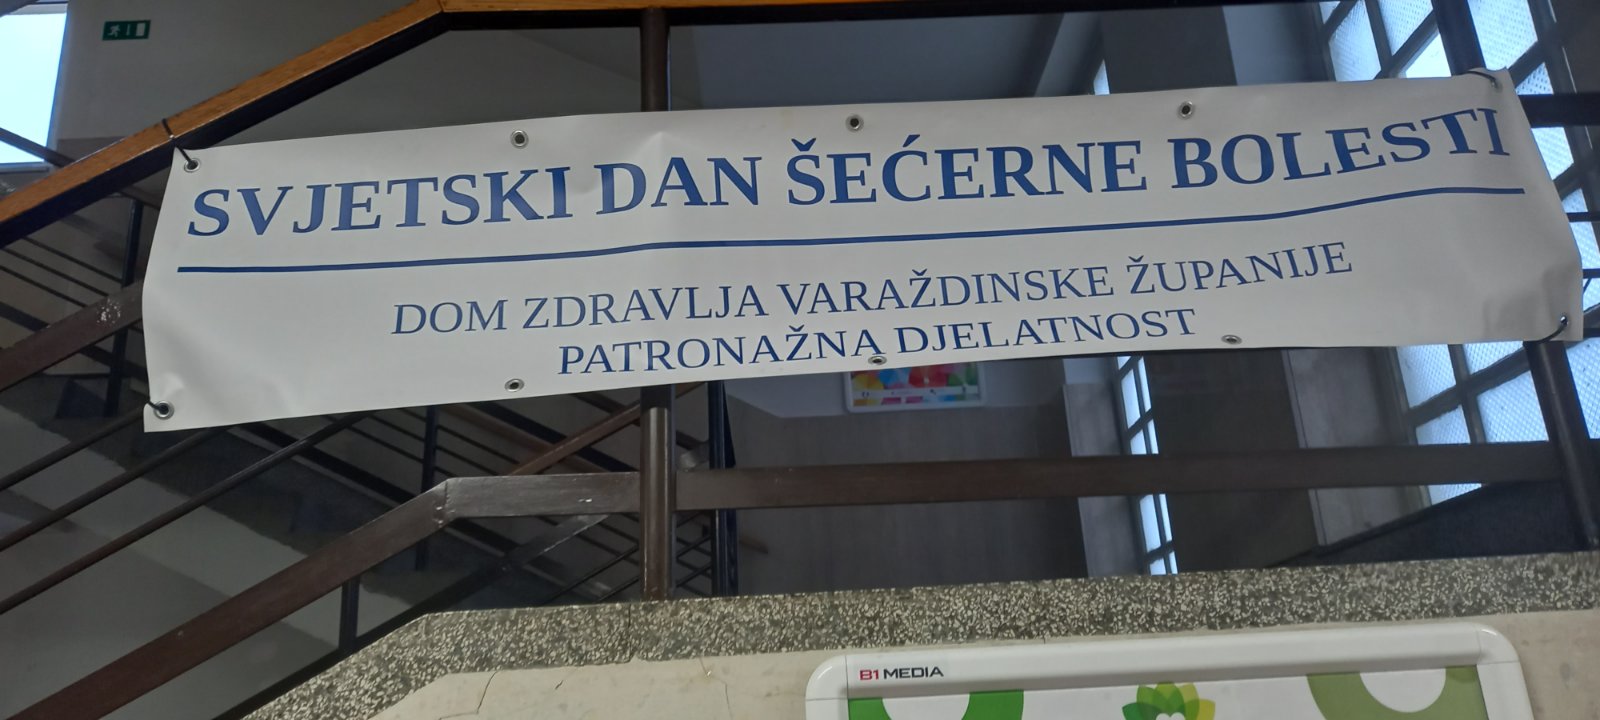 SVJETSKI DAN ŠEĆERNE BOLESTI
DOM ZDRAVLJA VARAŽDINSKE ŽUPANIJE
PATRONAŽNA DJELATNOST
B1 MEDIA